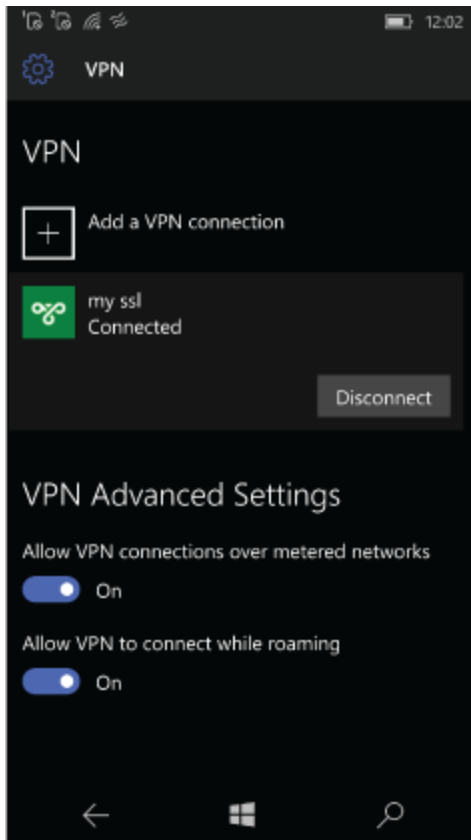 12:02
VPN
VPN
Add a VPN connection
my ssl
Connected
Disconnect
VPN Advanced Settings
Allow VPN connections over metered networks
On
Allow VPN to connect while roaming
On